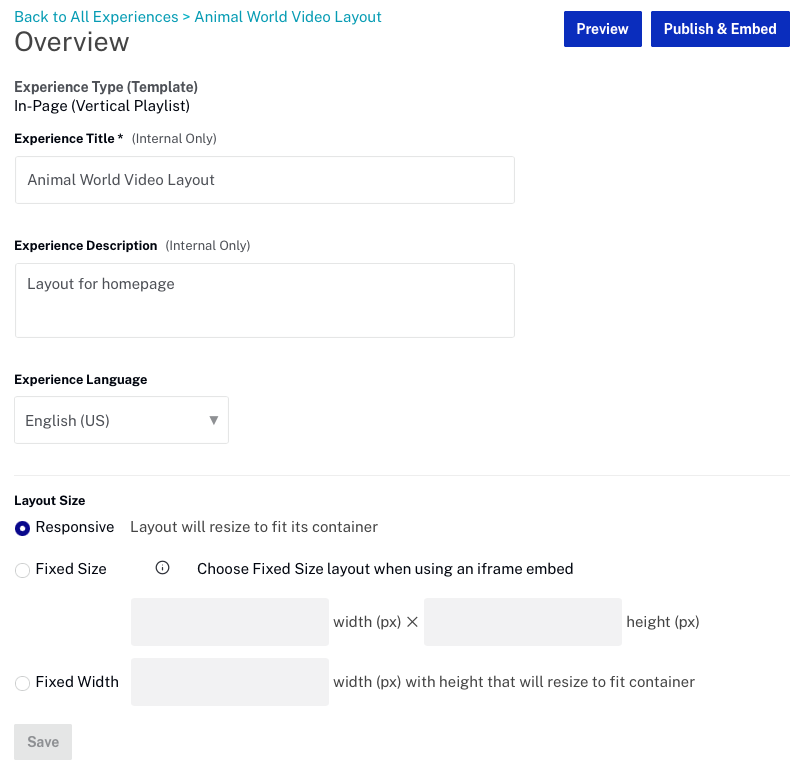 Back to All Experiences > Animal World Video Layout
Overview
Preview
Publish & Embed
Experience Type (Template)
In-Page (Vertical Playlist)
Experience Title * (Internal Only)
Animal World Video Layout
Experience Description (Internal Only)
Layout for homepage
Experience Language
English (US)
Layout Size
Responsive Layout will resize to fit its container
Fixed Size Choose Fixed Size layout when using an iframe embed
width (px) × height (px)
Fixed Width width (px) with height that will resize to fit container
Save